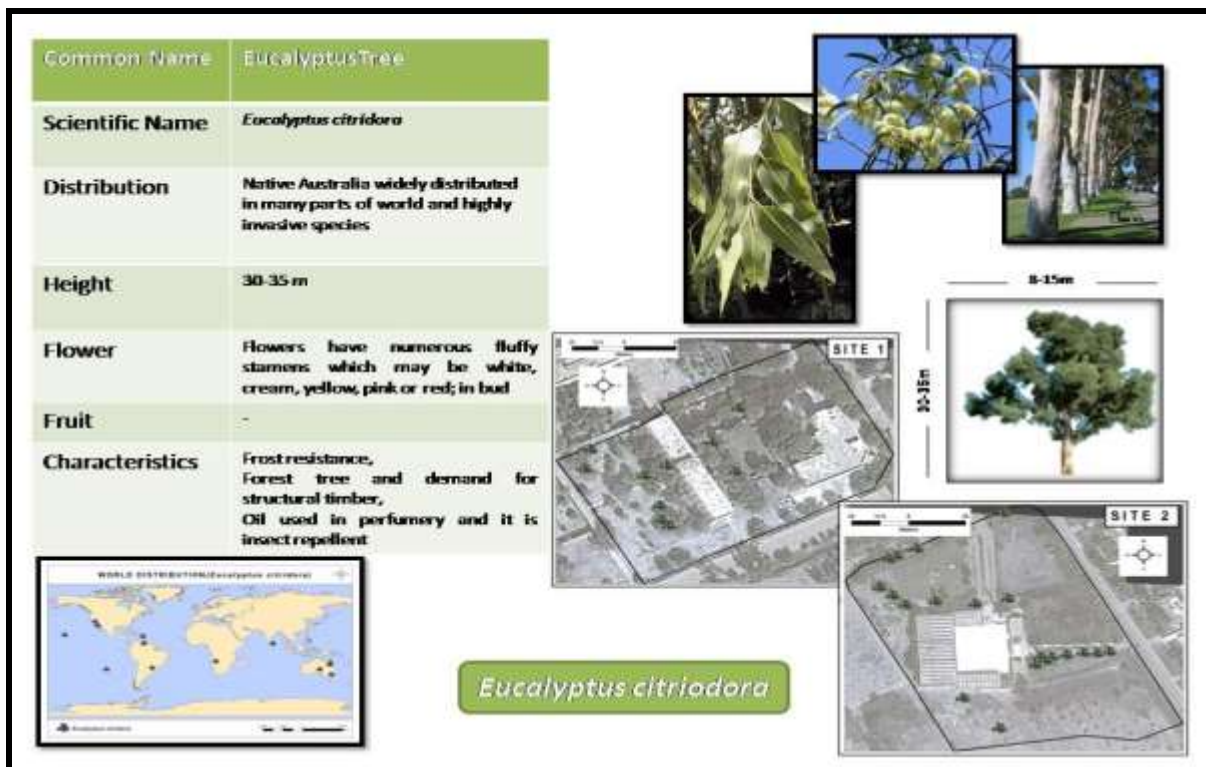 Common Name EucalyptusTree
Scientific Name Eucalyptus citridora
Distribution Native Australia widely distributed
in many parts of world and highly
invasive species
Height 30-35 m
Flower Flowers have numerous fluffy
stamens which may be white,
cream, yellow, pink or red; in bud
Fruit -
Characteristics Frost resistance,
Forest tree and demand for
structural timber,
Oil used in perfumery and it is
insect repellent
8-15m
30-35m
SITE 1
SITE 2
WORLD DISTRIBUTION(Eucalyptus citridora)
Eucalyptus citriodora